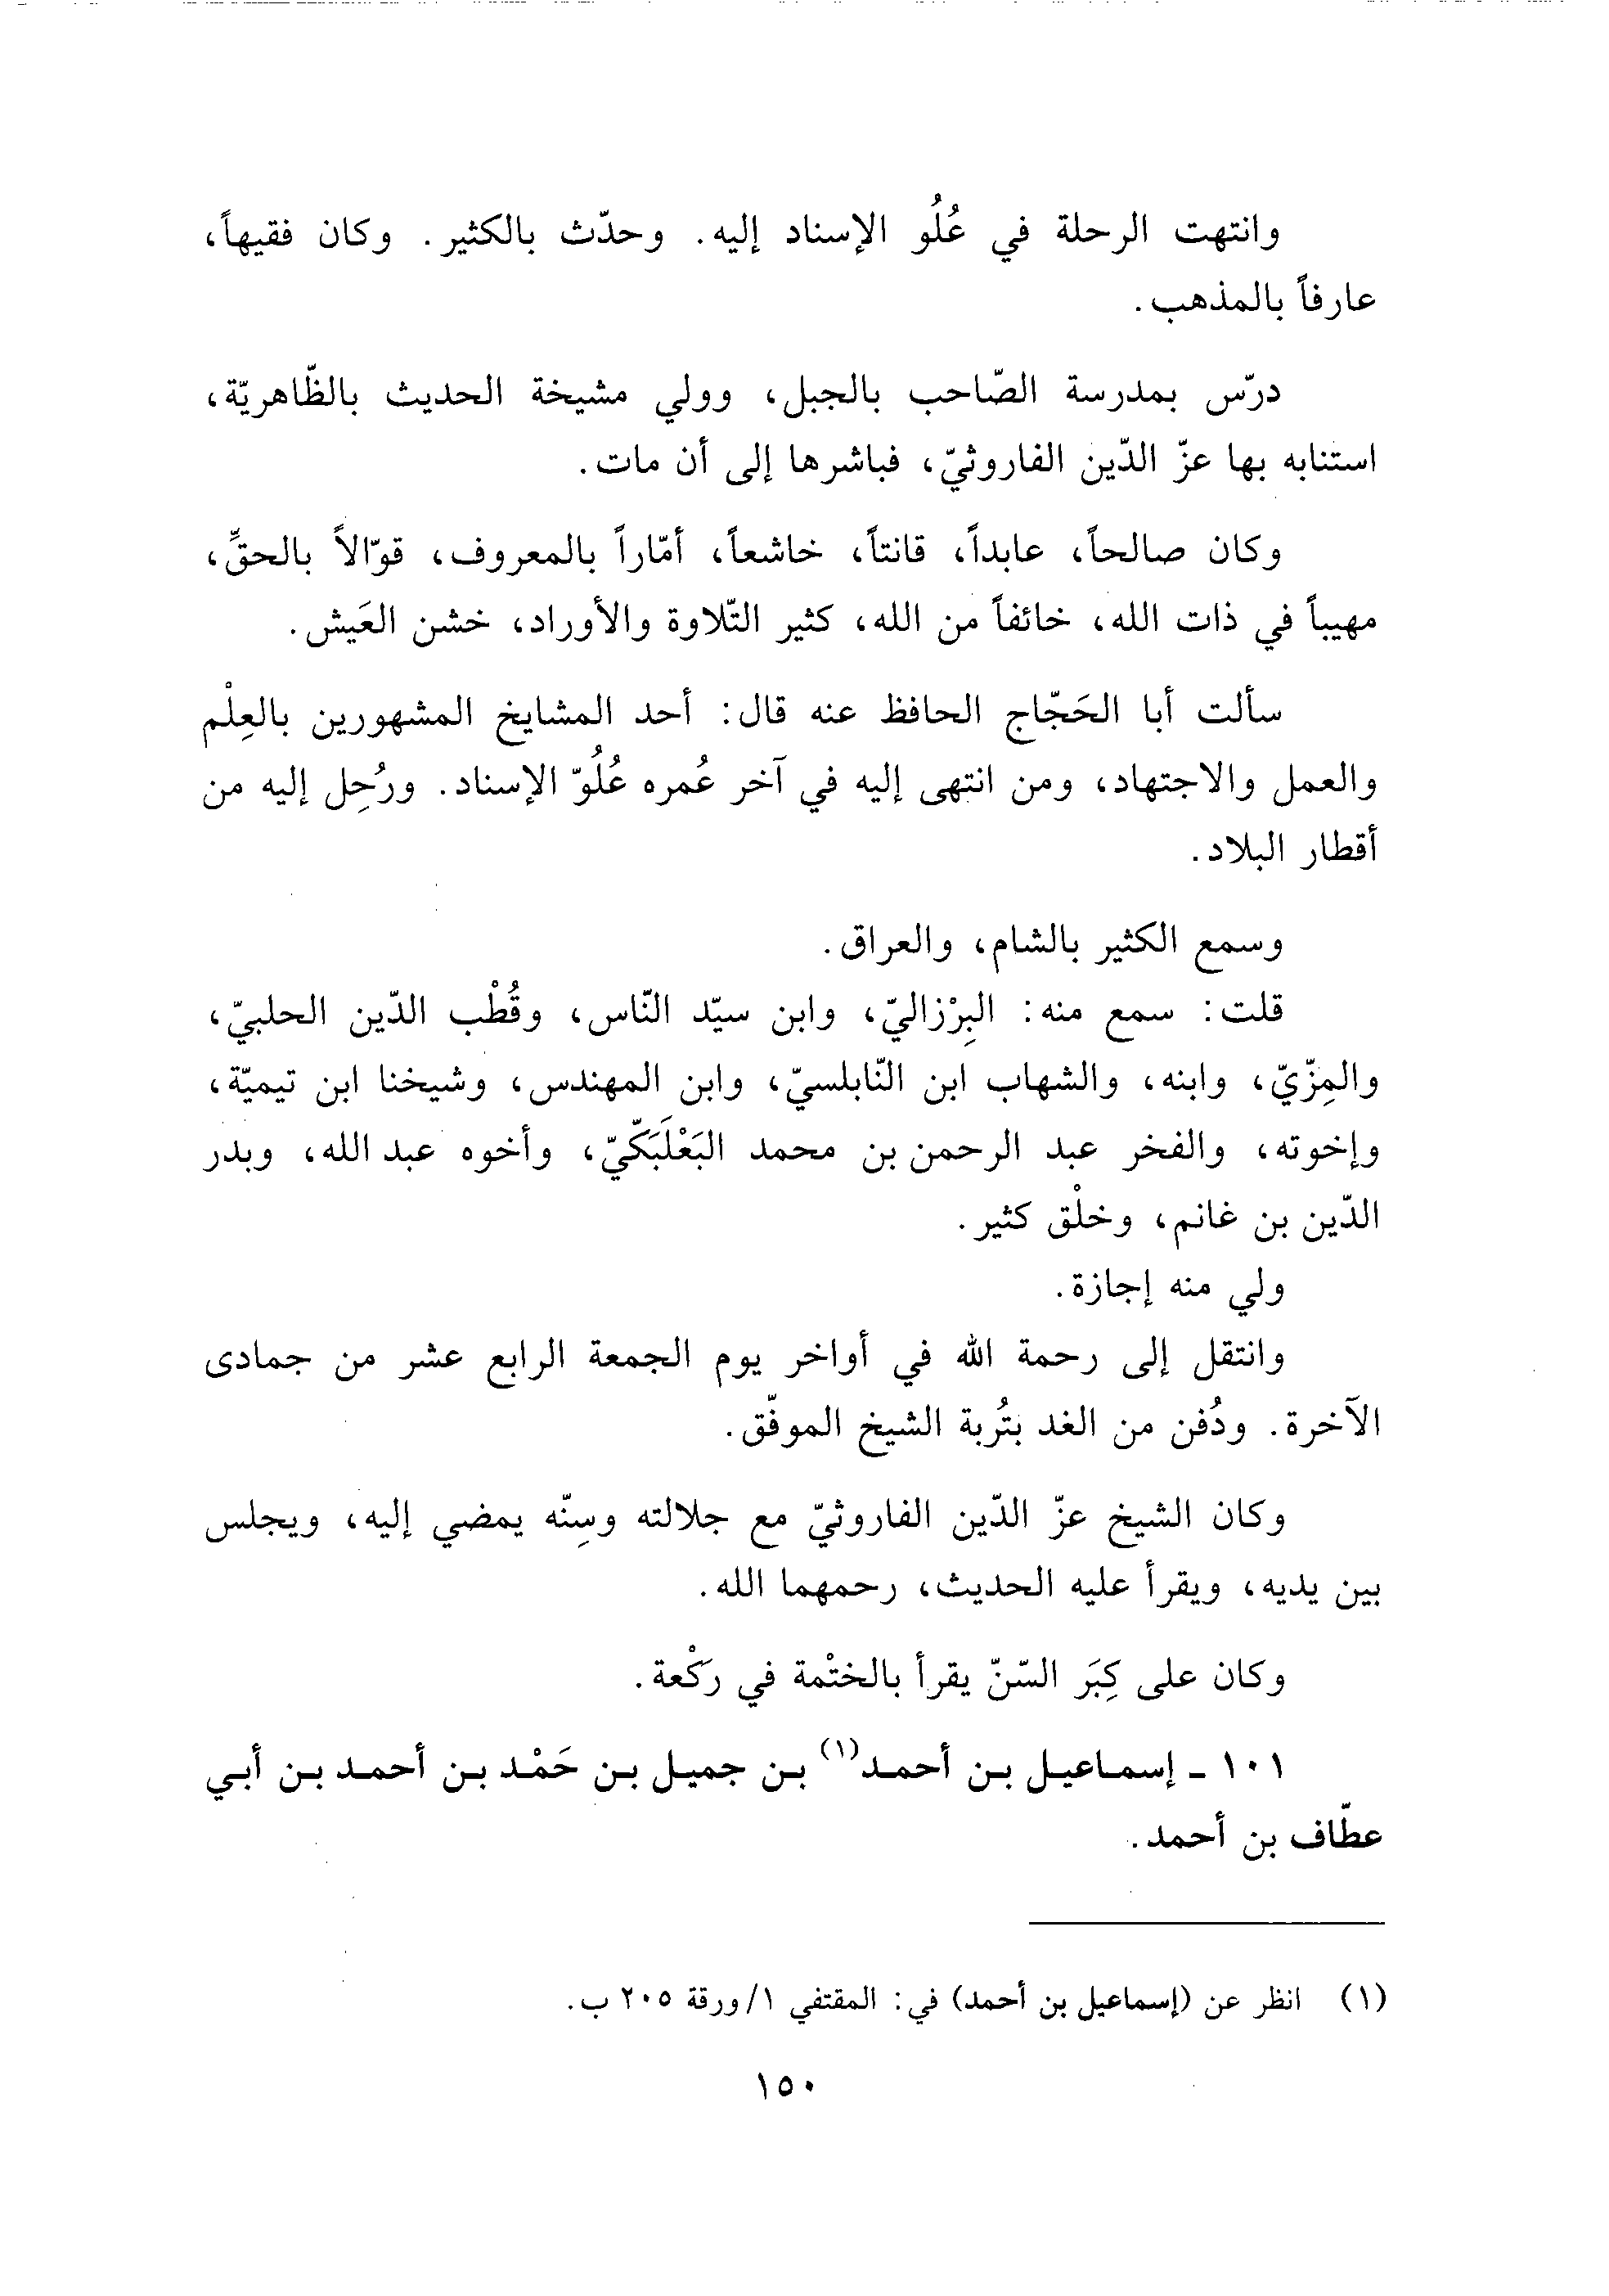 وانتهت الرحلة في عُلُو الإسناد إليه. وحدّث بالكثير. وكان فقيهاً،
عارفاً بالمذهب.
درّس بمدرسة الصّاحب بالجبل، وولي مشيخة الحديث بالظّاهريّة،
استنابه بها عزّ الدّين الفاروثيّ، فباشرها إلى أن مات.
وكان صالحاً، عابداً، قانتاً، خاشعاً، أمّاراً بالمعروف، قوّالاً بالحقِّ،
مهيباً في ذات الله، خائفاً من الله، كثير التّلاوة والأوراد، خشن العَيش.
سألت أبا الحَجّاج الحافظ عنه قال: أحد المشايخ المشهورين بالعِلْم
والعمل والاجتهاد، ومن انتهى إليه في آخر عُمره عُلُوّ الإسناد. ورُحِل إليه من
أقطار البلاد.
وسمع الكثير بالشام، والعراق.
قلت: سمع منه: البِرْزاليّ، وابن سيّد النّاس، وقُطْب الدّين الحلبيّ،
والمِزّيّ، وابنه، والشهاب ابن النّابلسيّ، وابن المهندس، وشيخنا ابن تيميّة،
وإخوته، والفخر عبد الرحمن بن محمد البَعْلَبَكّيّ، وأخوه عبد الله، وبدر
الدّين بن غانم، وخلْق كثير.
ولي منه إجازة.
وانتقل إلى رحمة الله في أواخر يوم الجمعة الرابع عشر من جمادى
الآخرة. ودُفن من الغد بتُربة الشيخ الموفّق.
وكان الشيخ عزّ الدّين الفاروثيّ مع جلالته وسِنّه يمضي إليه، ويجلس
بين يديه، ويقرأ عليه الحديث، رحمهما الله.
وكان على كِبَر السّنّ يقرأ بالختْمة في ركْعة.
١٠١ - إسماعيل بن أحمد(١) بن جميل بن حَمْد بن أحمد بن أبي
عطّاف بن أحمد.
(١) انظر عن (إسماعيل بن أحمد) في: المقتفي ١/ورقة ٢٠٥ ب.
١٥٠